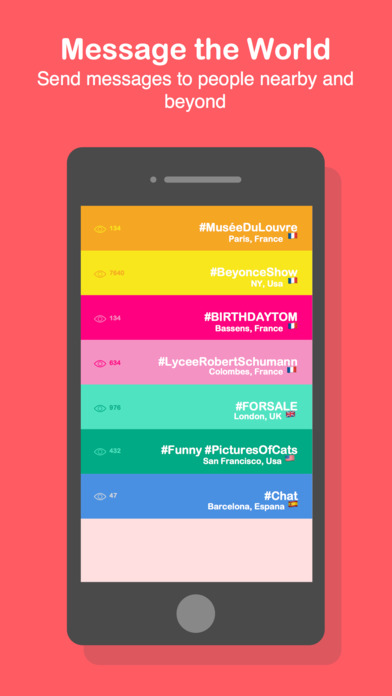 Message the World
Send messages to people nearby and
beyond
134 #MuséeDuLouvre
Paris, France
7840 #BeyonceShow
NY, Usa
134 #BIRTHDAYTOM
Bassens, France
634 #LyceeRobertSchumann
Colombes, France
976 #FORSALE
London, UK
432 #Funny #PicturesOfCats
San Francisco, Usa
47 #Chat
Barcelona, Espana